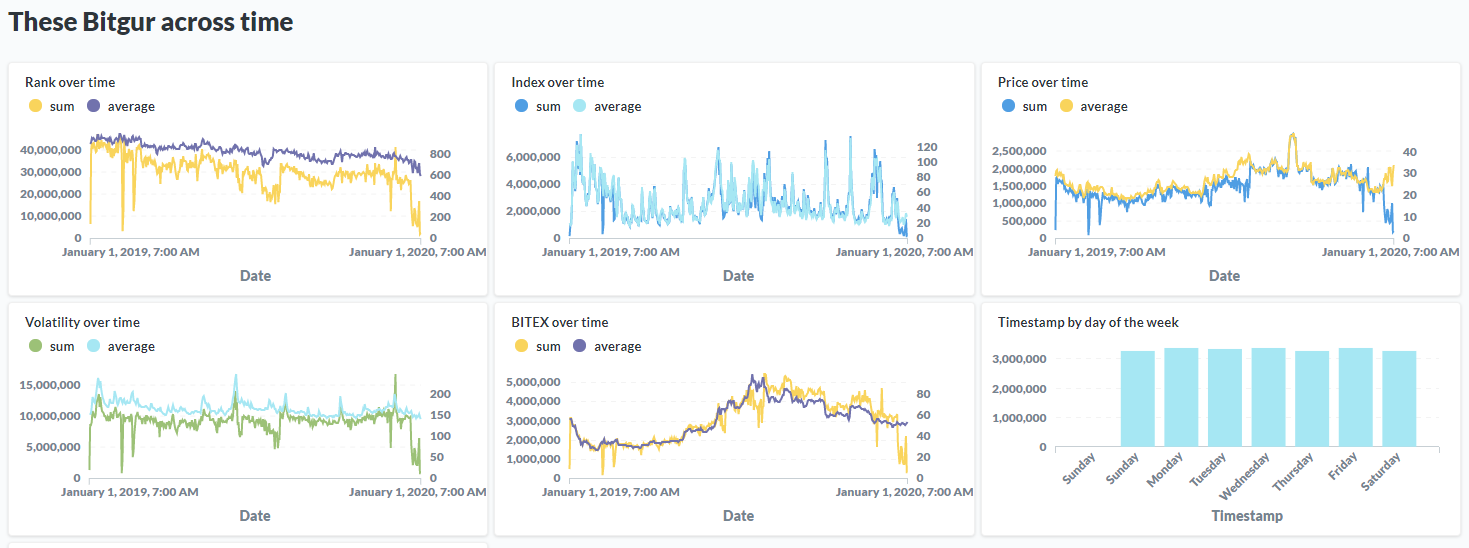 These Bitgur across time
Rank over time
sum average
40,000,000
30,000,000
20,000,000
10,000,000
0
800
600
400
200
0
January 1, 2019, 7:00 AM January 1, 2020, 7:00 AM
Date
Index over time
sum average
6,000,000
4,000,000
2,000,000
0
120
100
80
60
40
20
0
January 1, 2019, 7:00 AM January 1, 2020, 7:00 AM
Date
Price over time
sum average
2,500,000
2,000,000
1,500,000
1,000,000
500,000
0
40
30
20
10
0
January 1, 2019, 7:00 AM January 1, 2020, 7:00 AM
Date
Volatility over time
sum average
15,000,000
10,000,000
5,000,000
0
200
150
100
50
0
January 1, 2019, 7:00 AM January 1, 2020, 7:00 AM
Date
BITEX over time
sum average
5,000,000
4,000,000
3,000,000
2,000,000
1,000,000
0
80
60
40
20
0
January 1, 2019, 7:00 AM January 1, 2020, 7:00 AM
Date
Timestamp by day of the week
3,000,000
2,000,000
1,000,000
0
Sunday Sunday Monday Tuesday Wednesday Thursday Friday Saturday
Timestamp